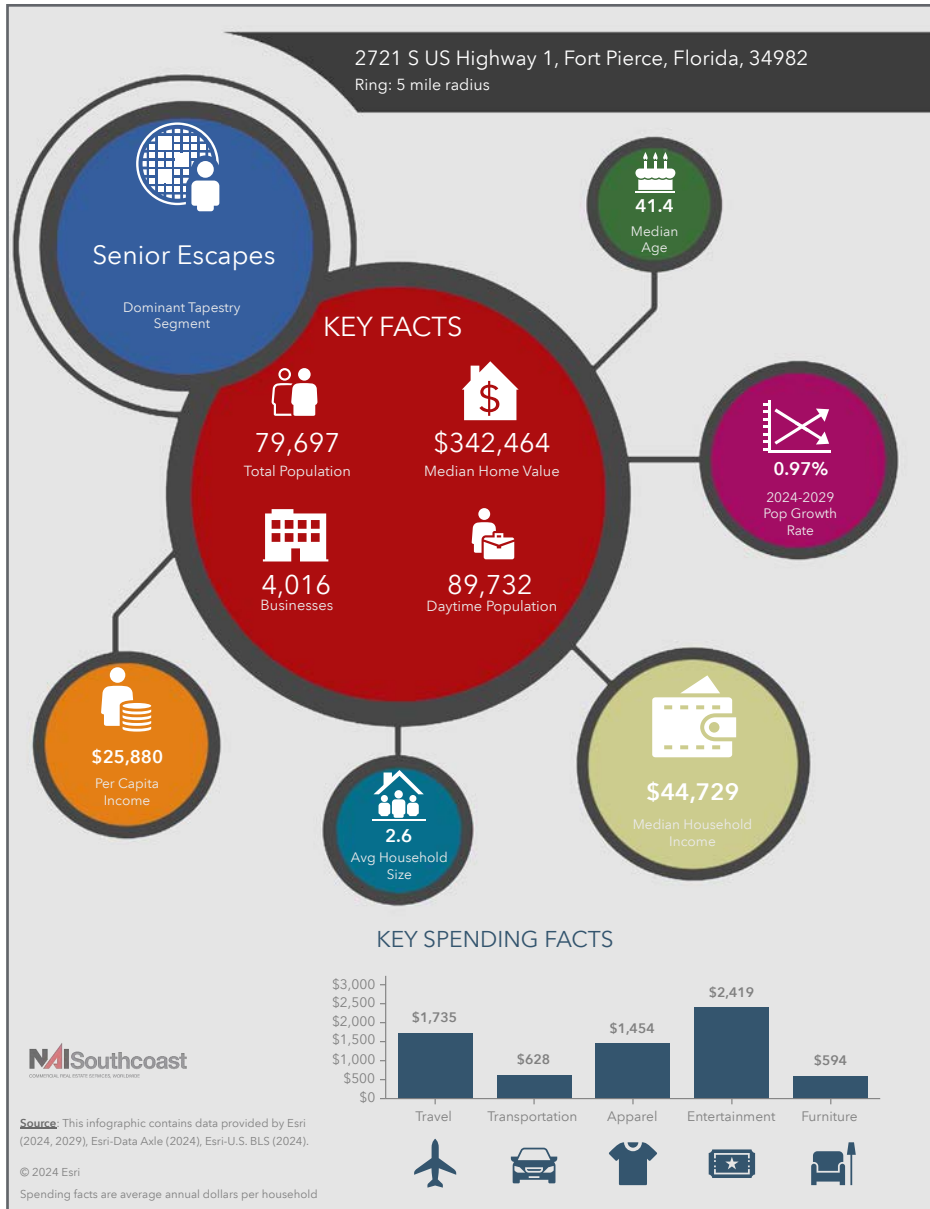 2721 S US Highway 1, Fort Pierce, Florida, 34982
Ring: 5 mile radius
Senior Escapes
Dominant Tapestry
Segment
41.4
Median
Age
KEY FACTS
79,697
Total Population
$342,464
Median Home Value
4,016
Businesses
89,732
Daytime Population
0.97%
2024-2029
Pop Growth
Rate
$25,880
Per Capita
Income
2.6
Avg Household
Size
$44,729
Median Household
Income
KEY SPENDING FACTS
$3,000
$2,500
$2,000
$1,500
$1,000
$500
$0
$1,735
$628
$1,454
$2,419
$594
Travel
Transportation
Apparel
Entertainment
Furniture
NAISouthcoast
COMMERCIAL REAL ESTATE SERVICES, WORLDWIDE
Source: This infographic contains data provided by Esri
(2024, 2029), Esri-Data Axle (2024), Esri-U.S. BLS (2024).
© 2024 Esri
Spending facts are average annual dollars per household